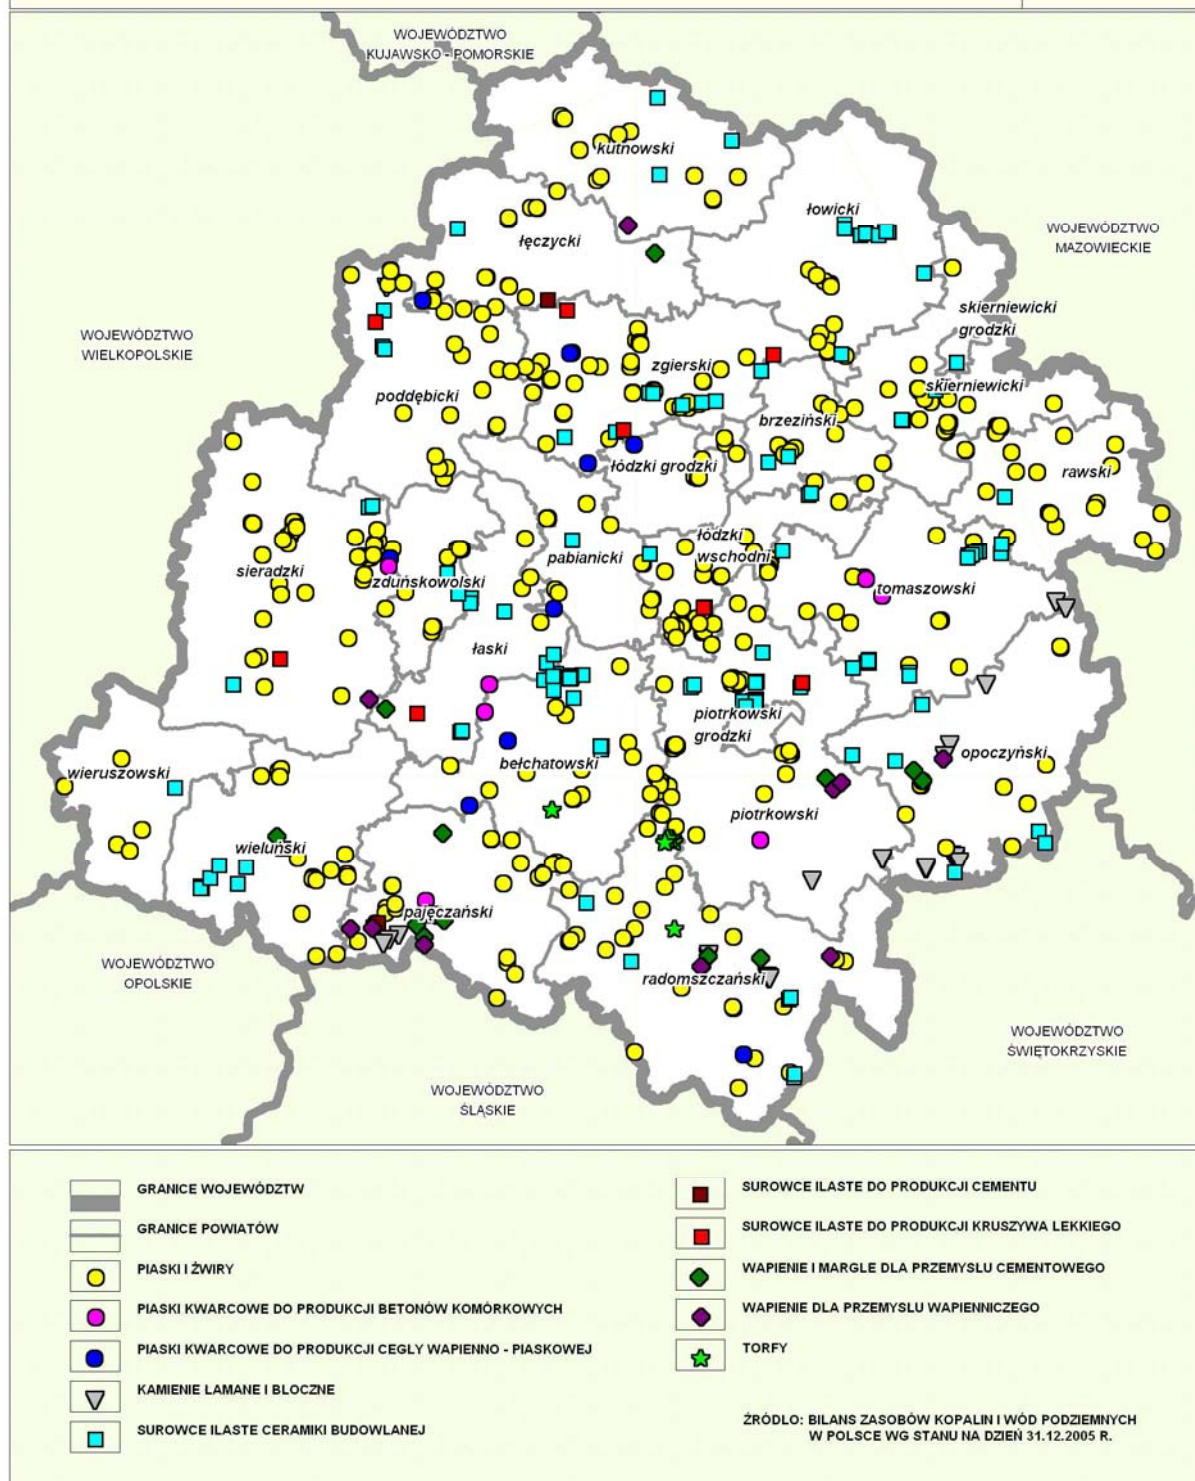 WOJEWÓDZTWO
KUJAWSKO - POMORSKIE
kutnowski
łowicki
łęczycki
WOJEWÓDZTWO
MAZOWIECKIE
skierniewicki
grodzki
WOJEWÓDZTWO
WIELKOPOLSKIE
zgierski
skierniewicki
poddębicki
brzeziński
łódzki grodzki
rawski
łódzki
wschodni
pabianicki
sieradzki
zduńskowolski
tomaszowski
łaski
piotrkowski
grodzki
opoczyński
bełchatowski
wieruszowski
piotrkowski
wieluński
pajęczański
WOJEWÓDZTWO
OPOLSKIE
radomszczański
WOJEWÓDZTWO
ŚWIĘTOKRZYSKIE
WOJEWÓDZTWO
ŚLĄSKIE
GRANICE WOJEWÓDZTW
GRANICE POWIATÓW
PIASKI I ŻWIRY
PIASKI KWARCOWE DO PRODUKCJI BETONÓW KOMÓRKOWYCH
PIASKI KWARCOWE DO PRODUKCJI CEGLY WAPIENNO - PIASKOWEJ
KAMIENIE LAMANE I BLOCZNE
SUROWCE ILASTE CERAMIKI BUDOWLANEJ
SUROWCE ILASTE DO PRODUKCJI CEMENTU
SUROWCE ILASTE DO PRODUKCJI KRUSZYWA LEKKIEGO
WAPIENIE I MARGLE DLA PRZEMYSLU CEMENTOWEGO
WAPIENIE DLA PRZEMYSLU WAPIENNICZEGO
TORFY
ŹRÓDLO: BILANS ZASOBÓW KOPALIN I WÓD PODZIEMNYCH
W POLSCE WG STANU NA DZIEŃ 31.12.2005 R.